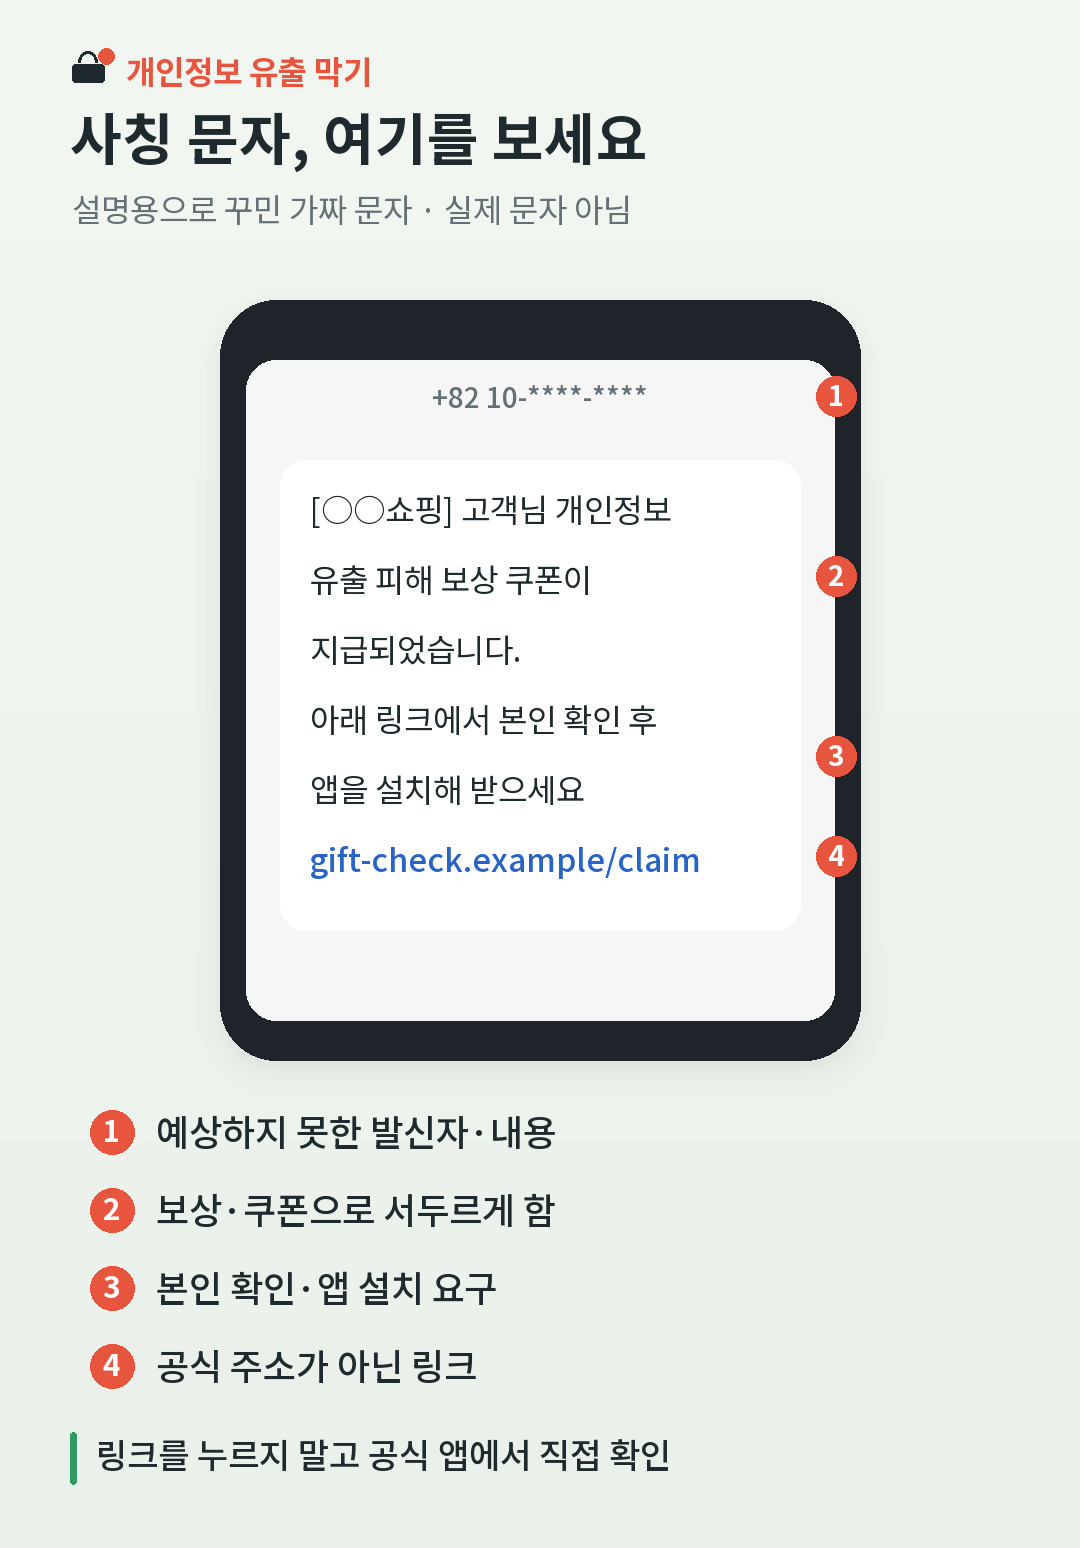 개인정보 유출 막기
사칭 문자, 여기를 보세요
설명용으로 꾸민 가짜 문자 · 실제 문자 아님
+82 10-****-****
1
[○○쇼핑] 고객님 개인정보
유출 피해 보상 쿠폰이
2
지급되었습니다.
아래 링크에서 본인 확인 후
3
앱을 설치해 받으세요
gift-check.example/claim
4
1 예상하지 못한 발신자·내용
2 보상·쿠폰으로 서두르게 함
3 본인 확인·앱 설치 요구
4 공식 주소가 아닌 링크
링크를 누르지 말고 공식 앱에서 직접 확인